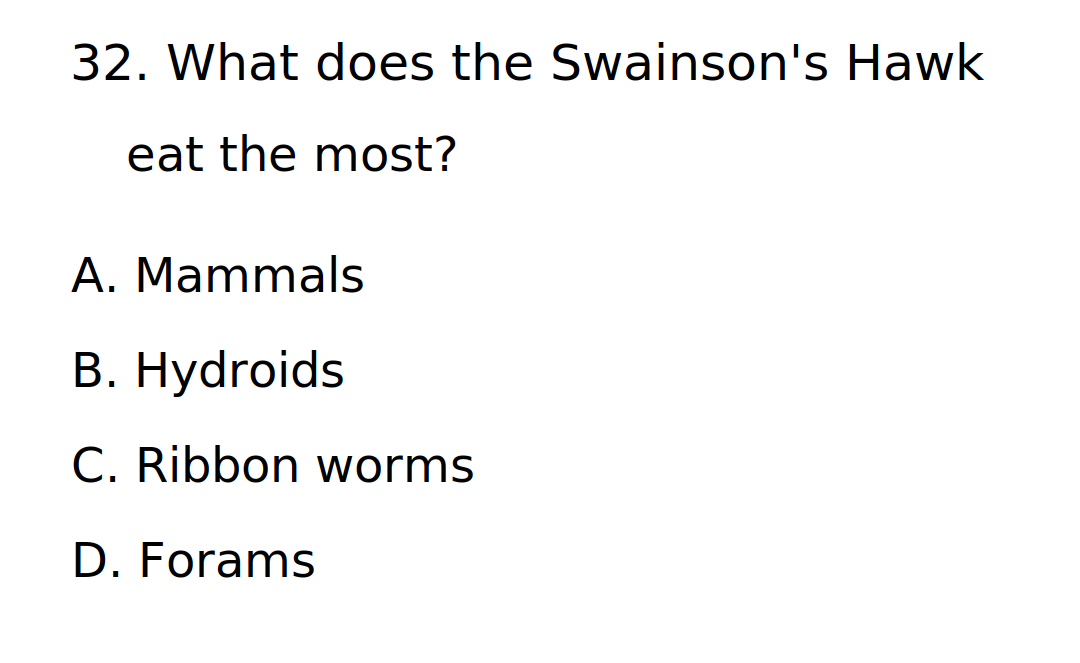 32. What does the Swainson's Hawk
eat the most?
A. Mammals
B. Hydroids
C. Ribbon worms
D. Forams